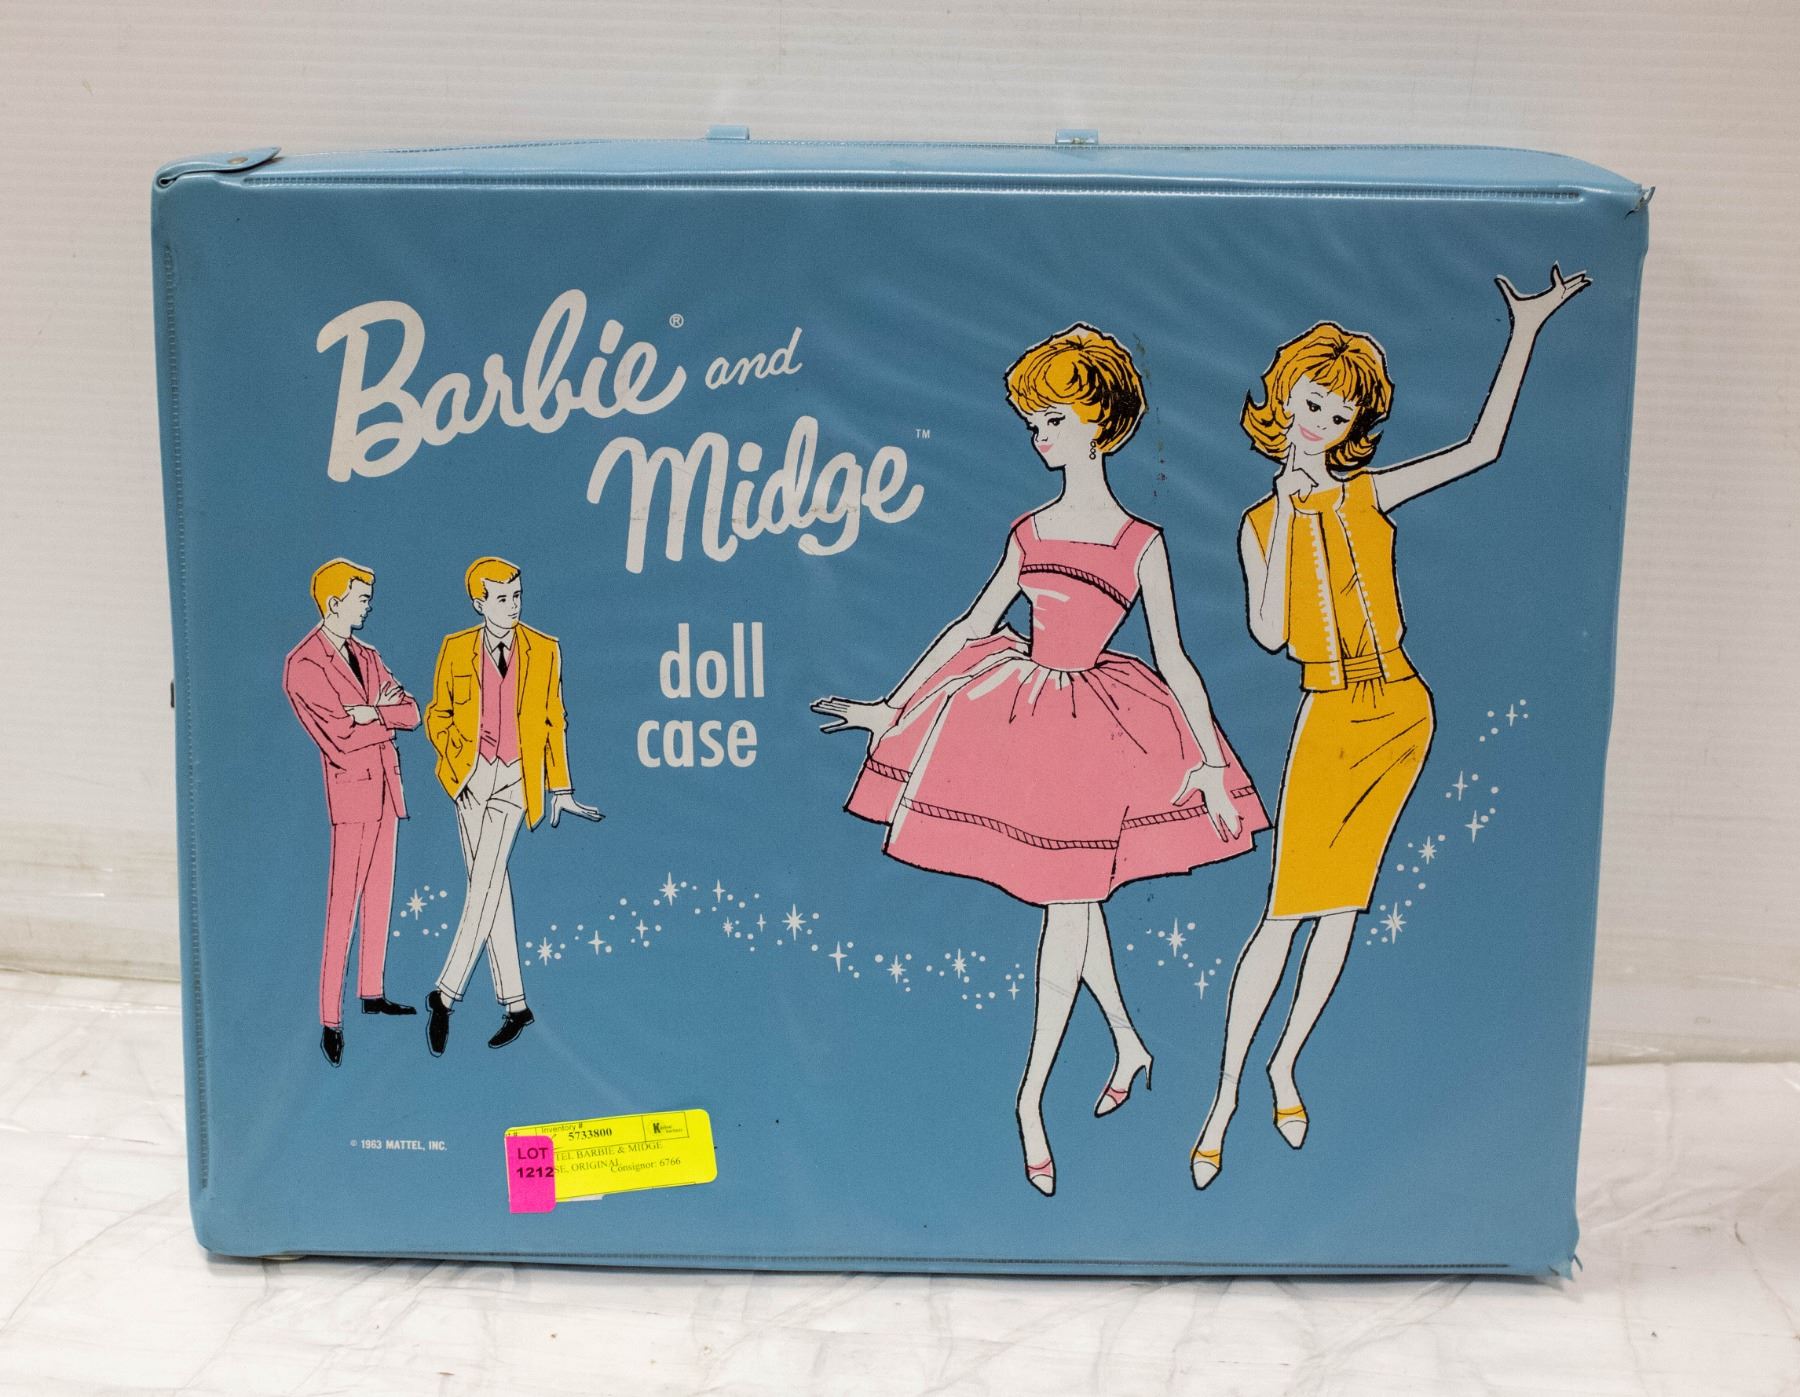 Barbie® and
Midge™
doll
case
© 1963 MATTEL, INC.
Inventory #:
5733800
LOT
1212
TEL BARBIE & MIDGE
SE, ORIGINAL
Consignor: 6766